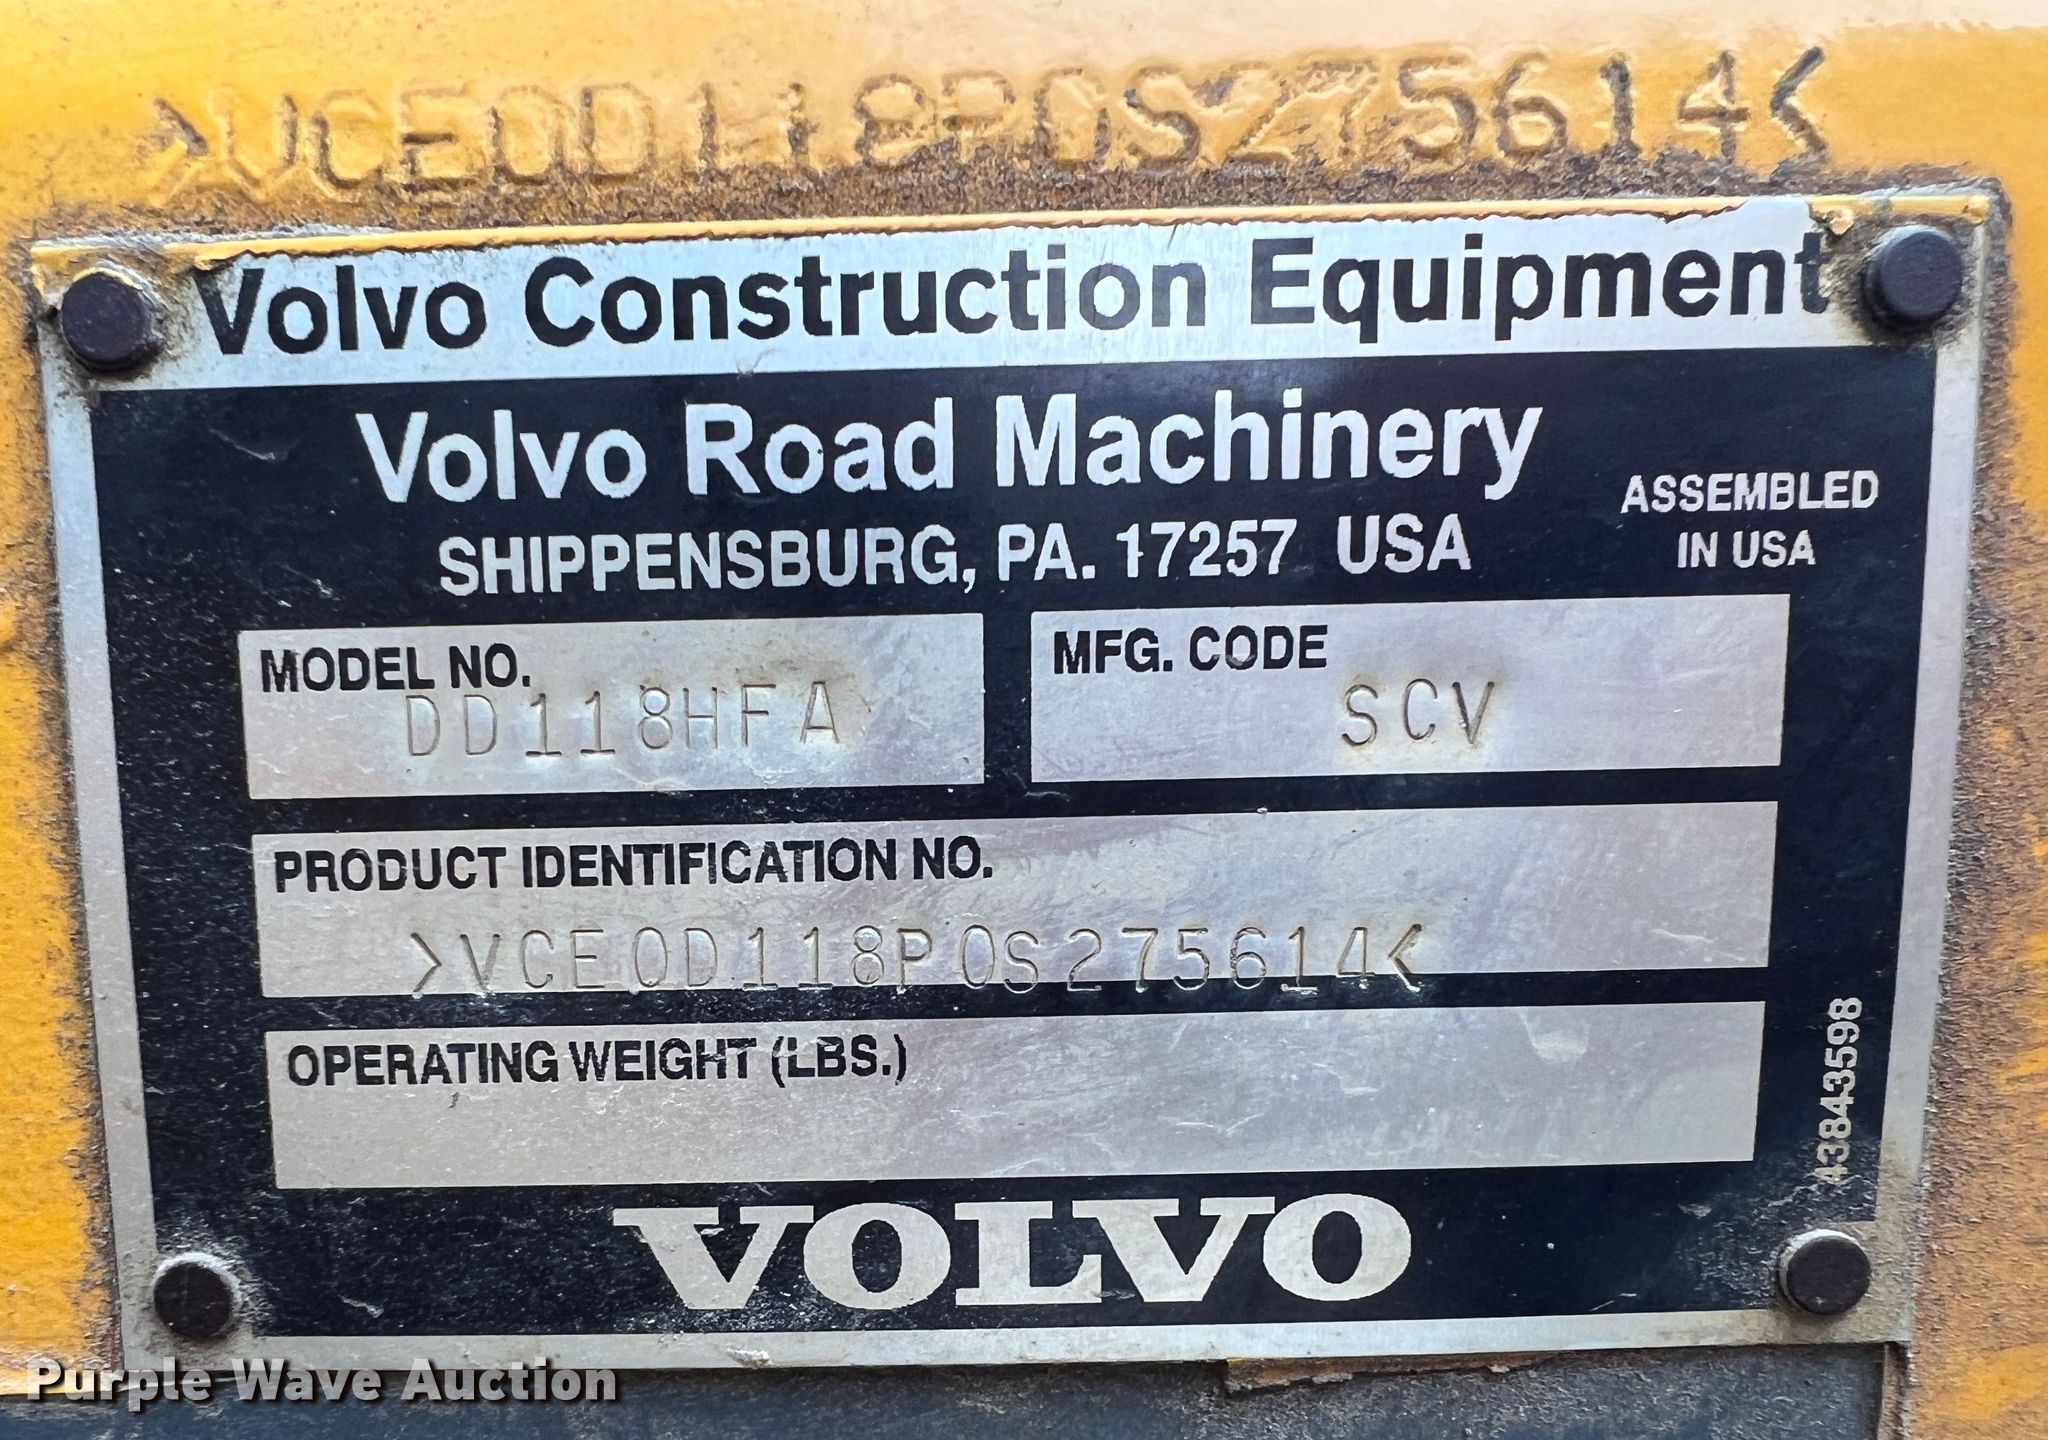 >VCE0D118P0S275614<
Volvo Construction Equipment
Volvo Road Machinery
SHIPPENSBURG, PA. 17257 USA
ASSEMBLED
IN USA
MODEL NO.
DD118HFA
MFG. CODE
SCV
PRODUCT IDENTIFICATION NO.
>VCE0D118P0S275614<
OPERATING WEIGHT (LBS.)
43843598
VOLVO
Purple Wave Auction